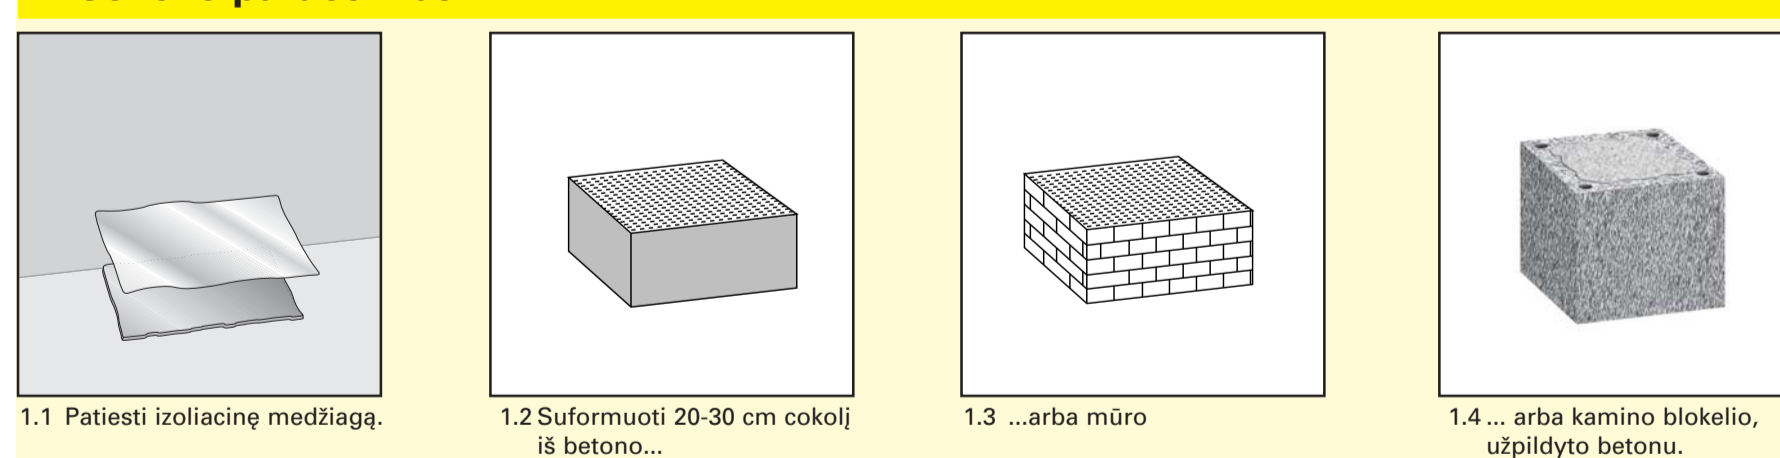 1.1 Patiesti izoliacinę medžiagą.
1.2 Suformuoti 20-30 cm cokolį
iš betono...
1.3 ...arba mūro
1.4 ... arba kamino blokelio,
užpildyto betonu.